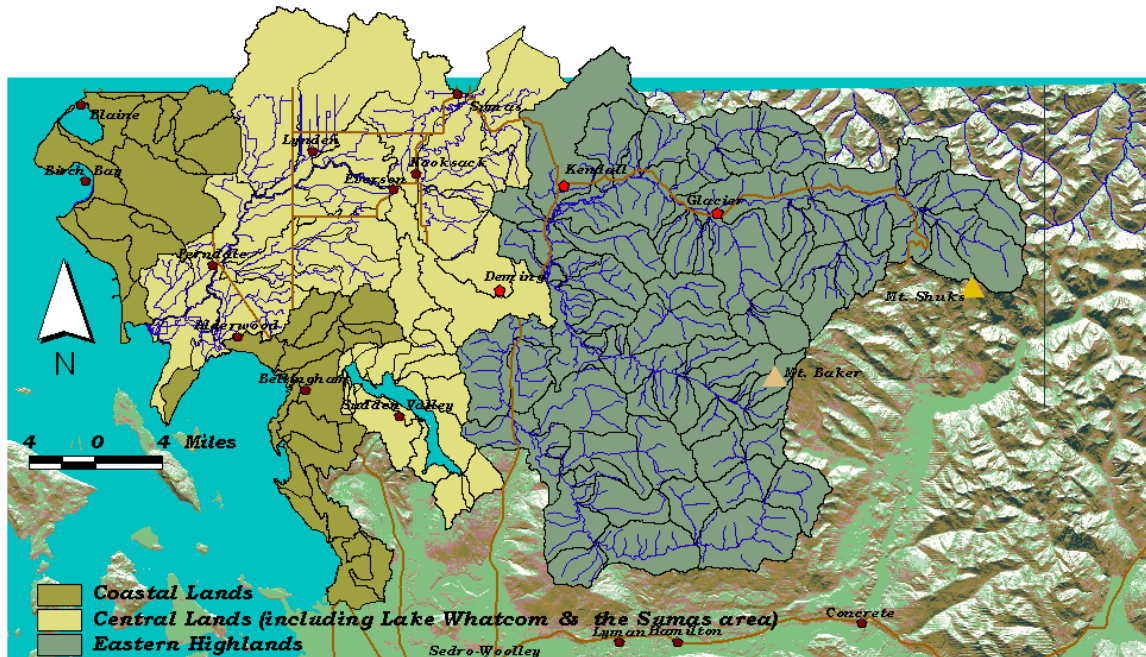 Sumas
Blaine
Lynden
Nooksack
Birch Bay
Everson
Kendall
Glacier
Ferndale
Deming
Mt. Shuks
Alderwood
N
Mt. Baker
Bellingham
Sudden Valley
4 0 4 Miles
Coastal Lands
Central Lands (including Lake Whatcom & the Sumas area)
Eastern Highlands
Concrete
Lyman
Hamilton
Sedro-Woolley